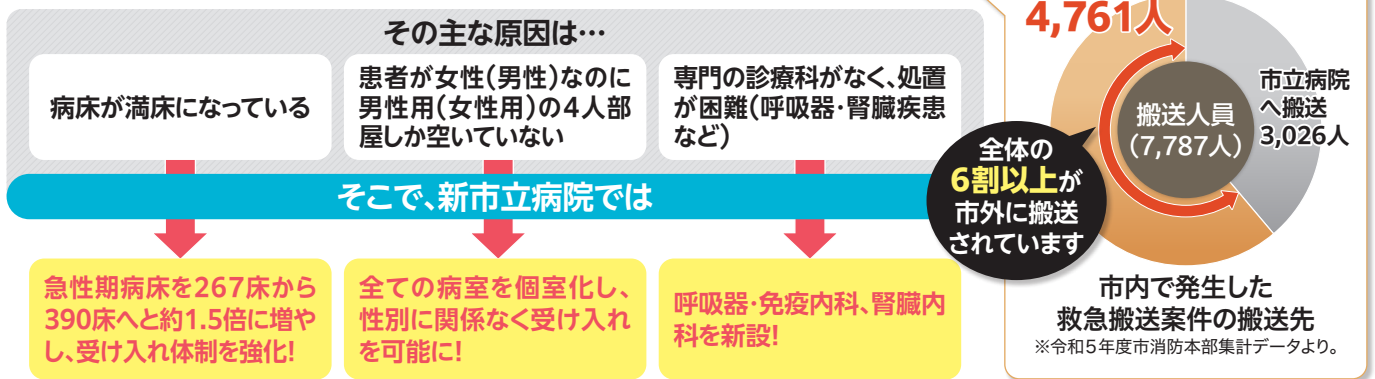 その主な原因は…
病床が満床になっている
患者が女性(男性)なのに
男性用(女性用)の4人部
屋しか空いていない
専門の診療科がなく、処置
が困難(呼吸器・腎臓疾患
など)
そこで、新市立病院では
急性期病床を267床から
390床へと約1.5倍に増や
し、受け入れ体制を強化!
全ての病室を個室化し、
性別に関係なく受け入れ
を可能に!
呼吸器・免疫内科、腎臓内
科を新設!
4,761人
搬送人員
(7,787人)
市立病院
へ搬送
3,026人
全体の
6割以上が
市外に搬送
されています
市内で発生した
救急搬送案件の搬送先
※令和5年度市消防本部集計データより。